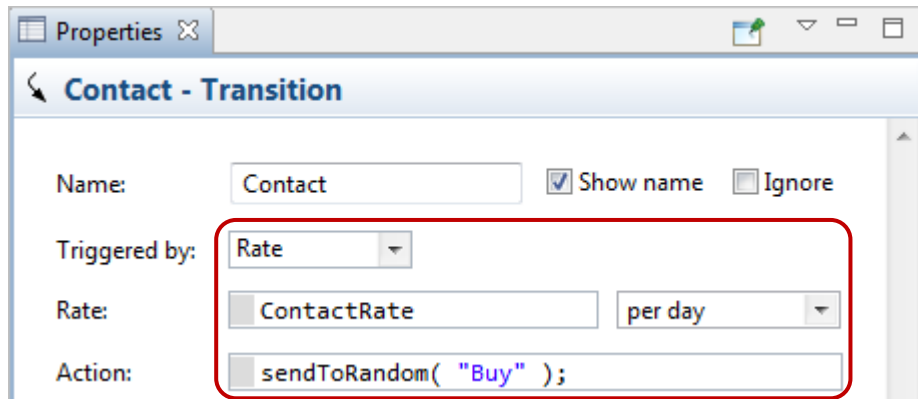 Properties
Contact - Transition
Name: Contact Show name Ignore
Triggered by: Rate
Rate: ContactRate per day
Action: sendToRandom( "Buy" );